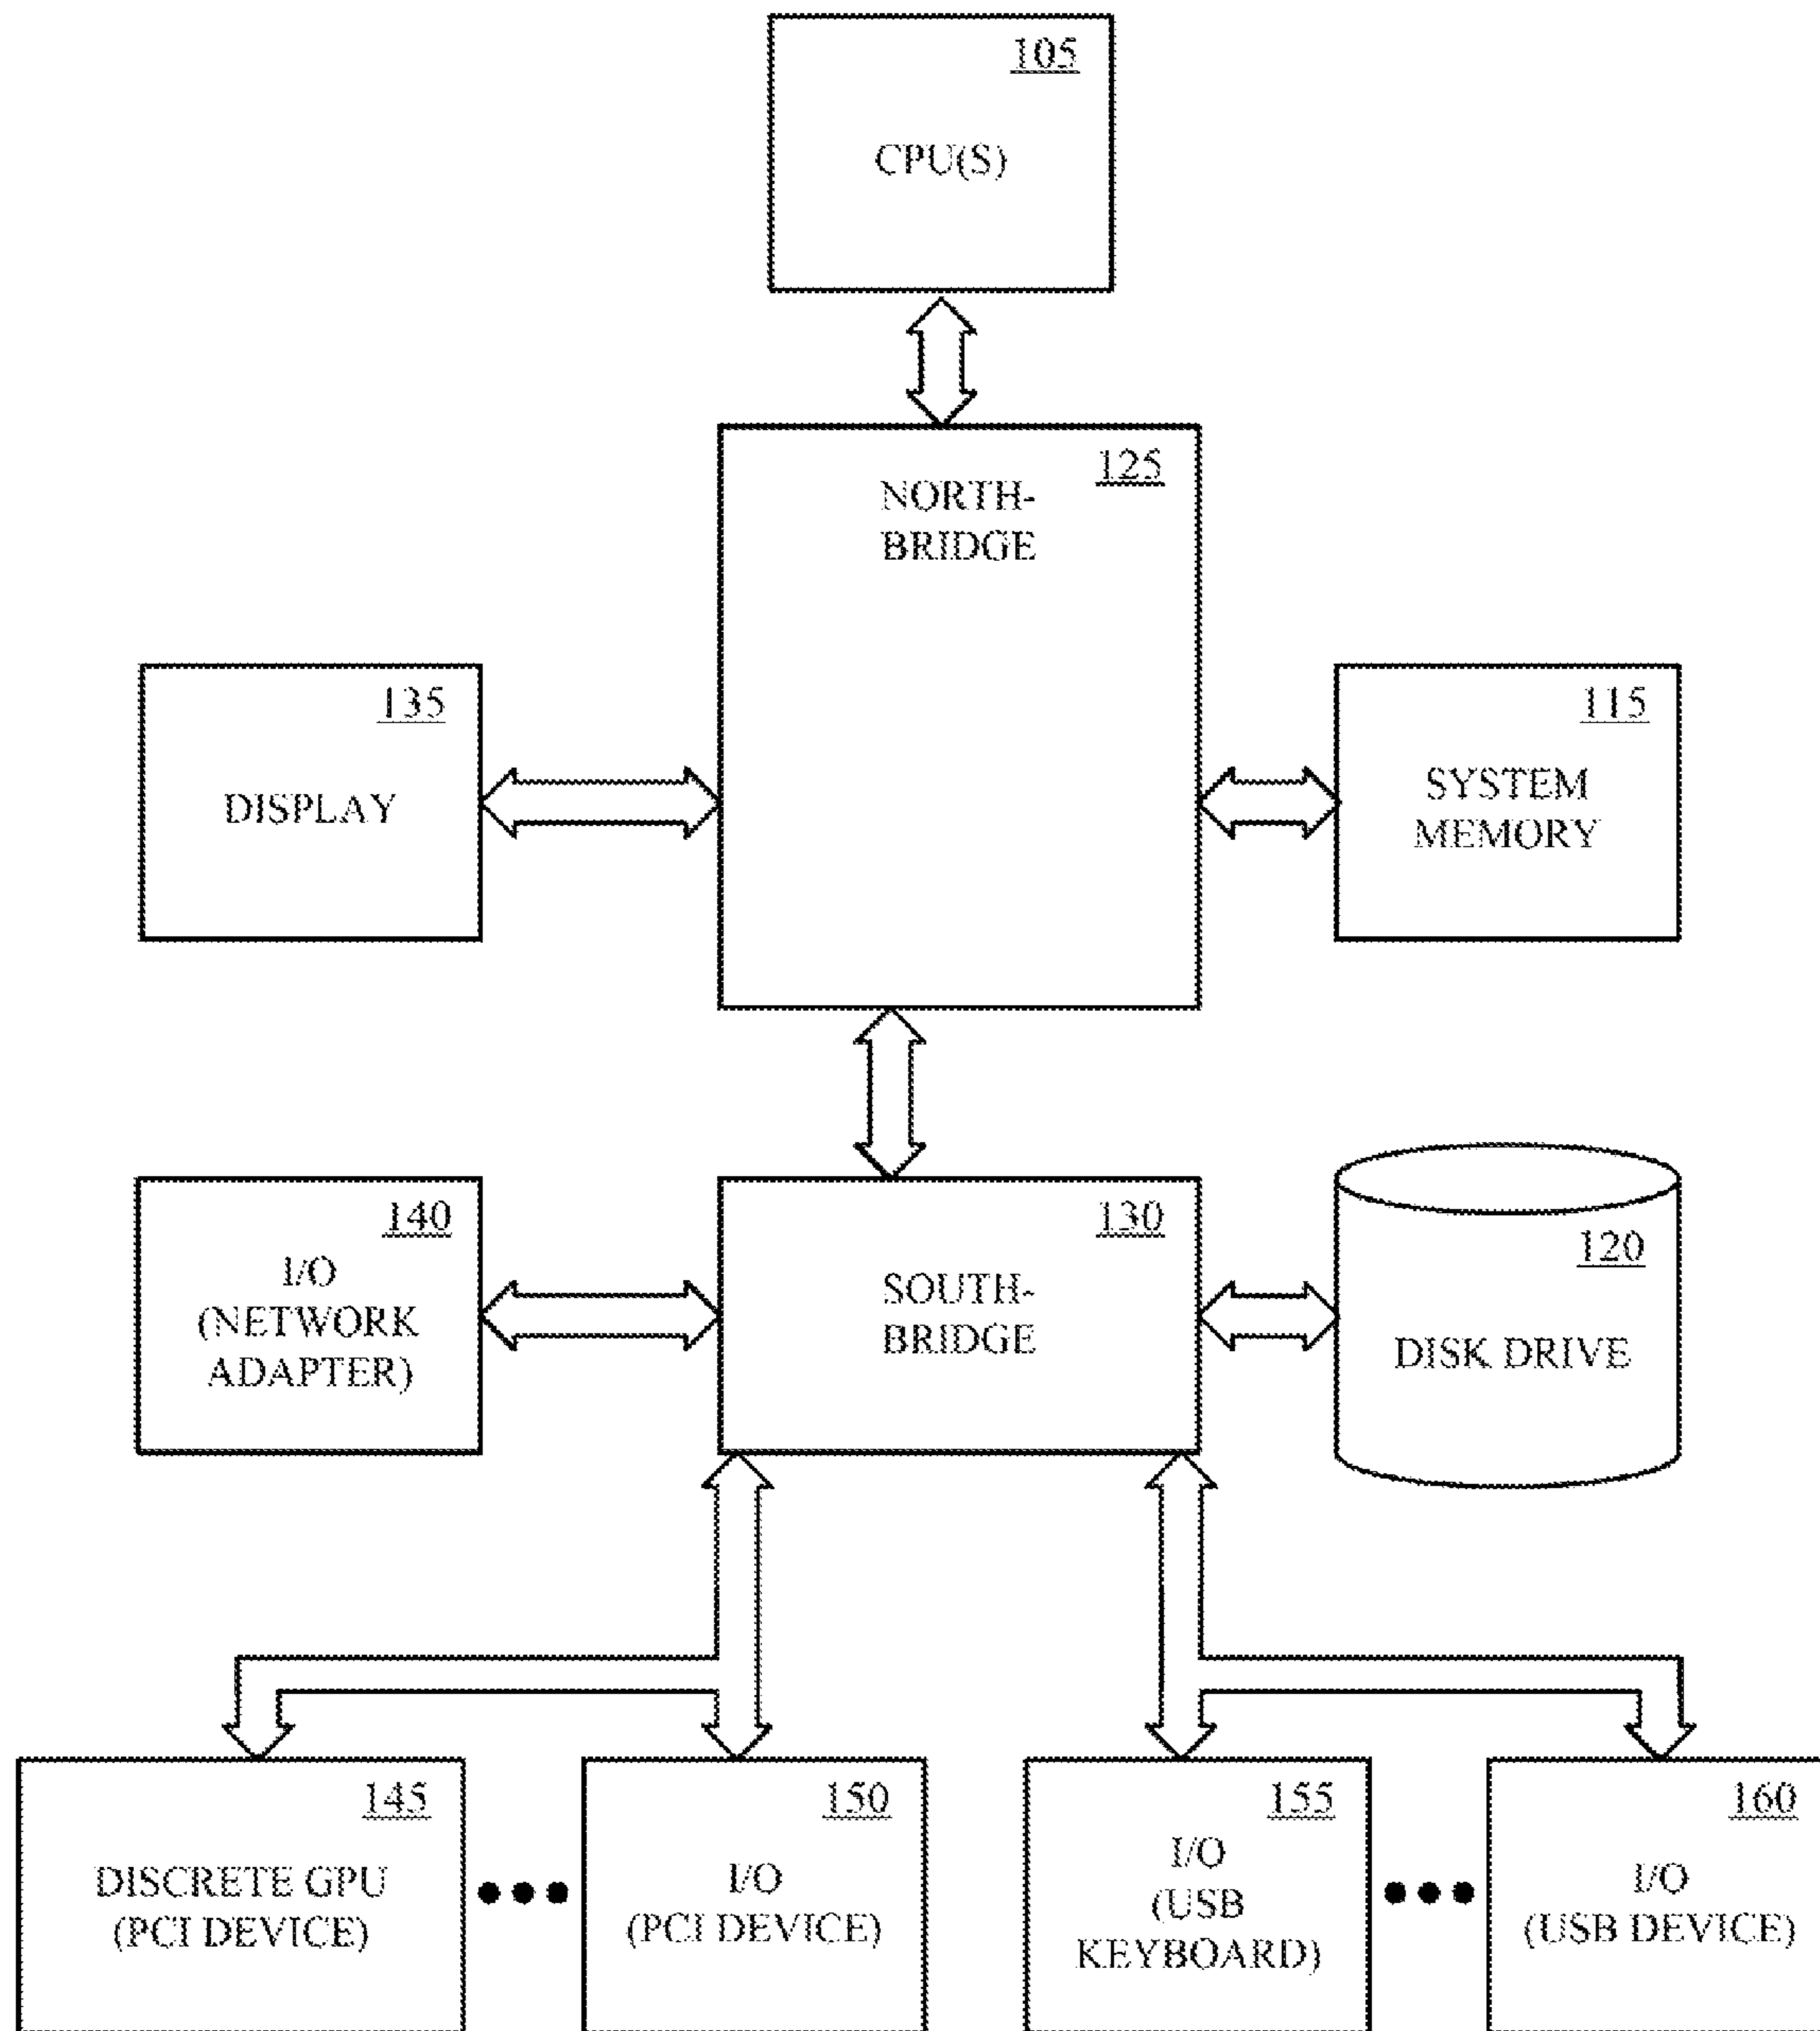 105
CPU(S)
125
NORTH-
BRIDGE
135
DISPLAY
115
SYSTEM
MEMORY
140
I/O
(NETWORK
ADAPTER)
130
SOUTH-
BRIDGE
120
DISK DRIVE
145
DISCRETE GPU
(PCI DEVICE)
150
I/O
(PCI DEVICE)
155
I/O
(USB
KEYBOARD)
160
I/O
(USB DEVICE)